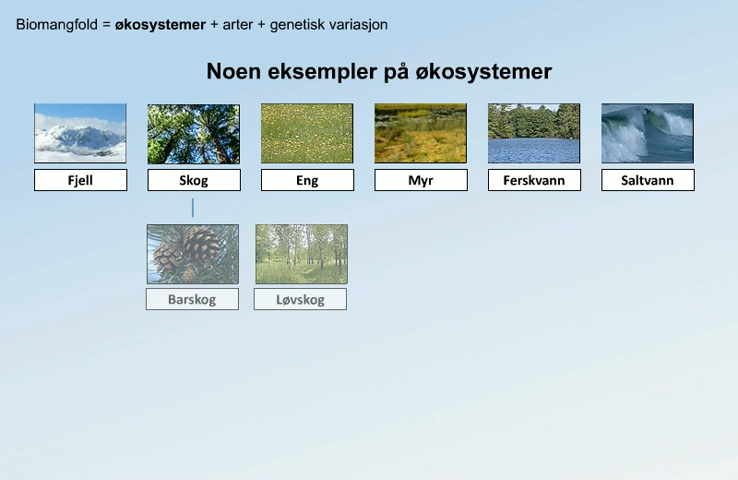 Biomangfold = økosystemer + arter + genetisk variasjon
Noen eksempler på økosystemer
Fjell
Skog
Eng
Myr
Ferskvann
Saltvann
Barskog
Løvskog